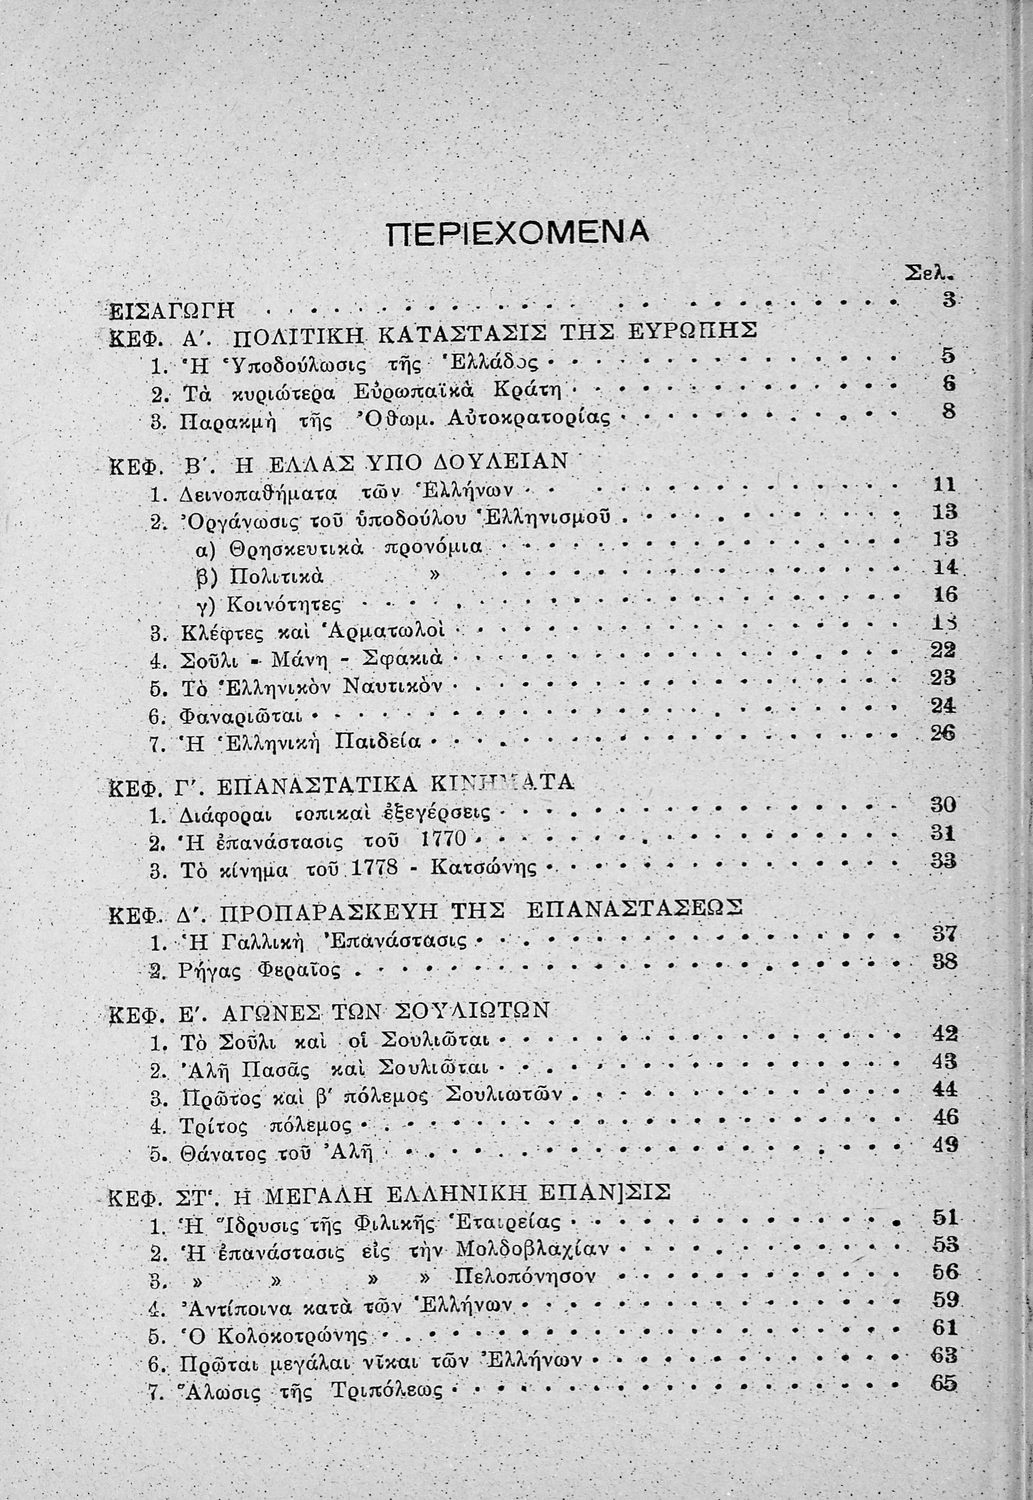 ΠΕΡΙΕΧΟΜΕΝΑ
Σελ.
ΕΙΣΑΓΩΓΗ 3
ΚΕΦ. Α'. ΠΟΛΙΤΙΚΗ ΚΑΤΑΣΤΑΣΙΣ ΤΗΣ ΕΥΡΩΠΗΣ
1. Ἡ Ὑποδούλωσις τῆς Ἑλλάδος 5
2. Τὰ κυριώτερα Εὐρωπαϊκὰ Κράτη 6
3. Παρακμὴ τῆς Ὀθωμ. Αὐτοκρατορίας 8
ΚΕΦ. Β'. Η ΕΛΛΑΣ ΥΠΟ ΔΟΥΛΕΙΑΝ
1. Δεινοπαθήματα τῶν Ἑλλήνων 11
2. Ὀργάνωσις τοῦ ὑποδούλου Ἑλληνισμοῦ 13
α) Θρησκευτικὰ προνόμια 13
β) Πολιτικὰ » 14
γ) Κοινότητες 16
3. Κλέφτες καὶ Ἁρματωλοὶ 18
4. Σοῦλι - Μάνη - Σφακιὰ 22
5. Τὸ Ἑλληνικὸν Ναυτικὸν 23
6. Φαναριῶται 24
7. Ἡ Ἑλληνικὴ Παιδεία 26
ΚΕΦ. Γ'. ΕΠΑΝΑΣΤΑΤΙΚΑ ΚΙΝΗΜΑΤΑ
1. Διάφοραι τοπικαὶ ἐξεγέρσεις 30
2. Ἡ ἐπανάστασις τοῦ 1770 31
3. Τὸ κίνημα τοῦ 1778 - Κατσώνης 33
ΚΕΦ. Δ'. ΠΡΟΠΑΡΑΣΚΕΥΗ ΤΗΣ ΕΠΑΝΑΣΤΑΣΕΩΣ
1. Ἡ Γαλλικὴ Ἐπανάστασις 37
2. Ρήγας Φεραῖος 38
ΚΕΦ. Ε'. ΑΓΩΝΕΣ ΤΩΝ ΣΟΥΛΙΩΤΩΝ
1. Τὸ Σοῦλι καὶ οἱ Σουλιῶται 42
2. Ἀλῆ Πασᾶς καὶ Σουλιῶται 43
3. Πρῶτος καὶ β' πόλεμος Σουλιωτῶν 44
4. Τρίτος πόλεμος 46
5. Θάνατος τοῦ Ἀλῆ 49
ΚΕΦ. ΣΤ'. Η ΜΕΓΑΛΗ ΕΛΛΗΝΙΚΗ ΕΠΑΝ]ΣΙΣ
1. Ἡ Ἵδρυσις τῆς Φιλικῆς Ἑταιρείας 51
2. Ἡ ἐπανάστασις εἰς τὴν Μολδοβλαχίαν 53
3. » » » » Πελοπόνησον 56
4. Ἀντίποινα κατὰ τῶν Ἑλλήνων 59
5. Ὁ Κολοκοτρώνης 61
6. Πρῶται μεγάλαι νῖκαι τῶν Ἑλλήνων 63
7. Ἅλωσις τῆς Τριπόλεως 65